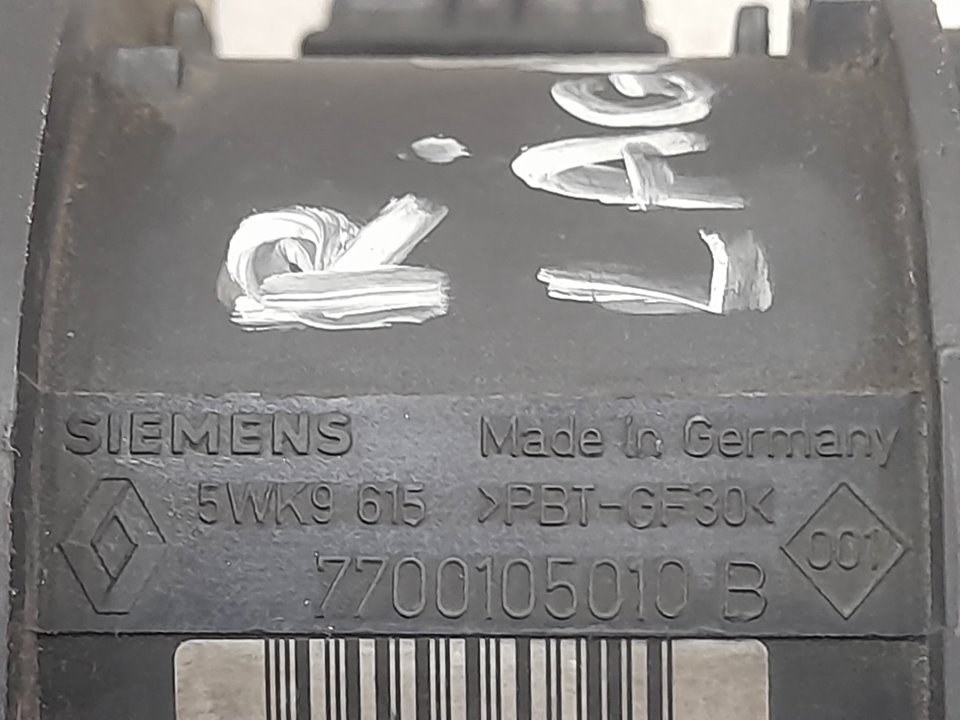 R. LAG
SIEMENS Made in Germany
5WK9 615 >PBT-GF30<
7700105010 B
001